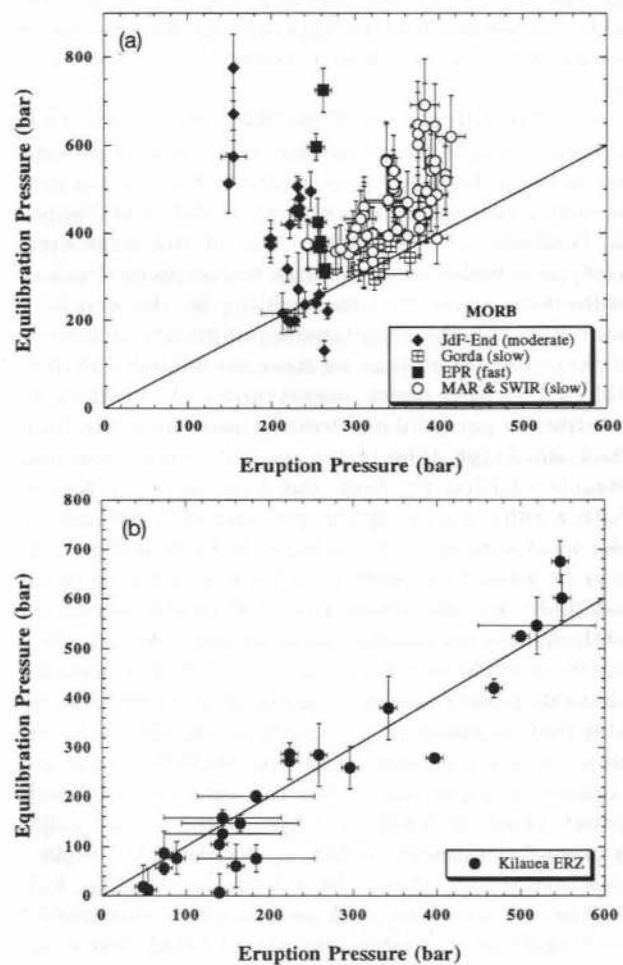 (a)
Equilibration Pressure (bar)
800
600
400
200
0
MORB
JdF-End (moderate)
Gorda (slow)
EPR (fast)
MAR & SWIR (slow)
0 100 200 300 400 500 600
Eruption Pressure (bar)
(b)
Equilibration Pressure (bar)
800
700
600
500
400
300
200
100
0
Kilauea ERZ
0 100 200 300 400 500 600
Eruption Pressure (bar)